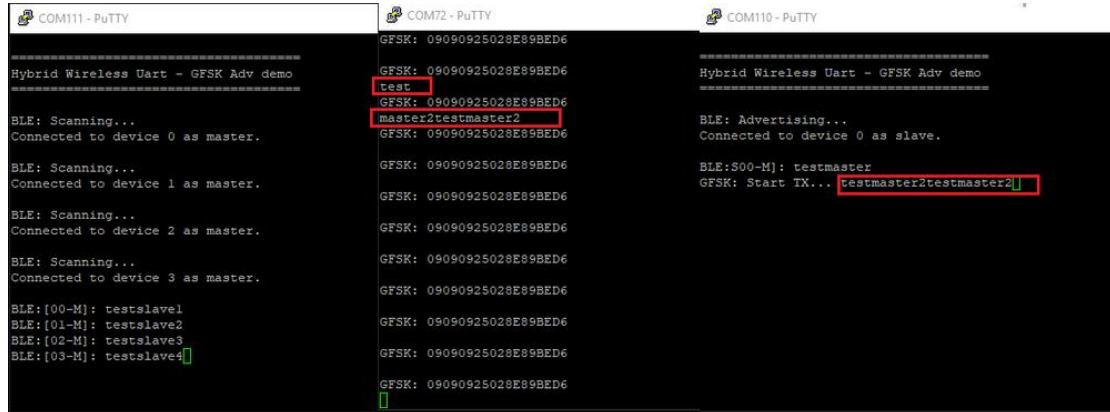 COM111 - PuTTY
========================================
Hybrid Wireless Uart - GFSK Adv demo
========================================
BLE: Scanning...
Connected to device 0 as master.
BLE: Scanning...
Connected to device 1 as master.
BLE: Scanning...
Connected to device 2 as master.
BLE: Scanning...
Connected to device 3 as master.
BLE:[00-M]: testslave1
BLE:[01-M]: testslave2
BLE:[02-M]: testslave3
BLE:[03-M]: testslave4
COM72 - PuTTY
GFSK: 09090925028E89BED6
GFSK: 09090925028E89BED6
test
GFSK: 09090925028E89BED6
master2testmaster2
GFSK: 09090925028E89BED6
GFSK: 09090925028E89BED6
GFSK: 09090925028E89BED6
GFSK: 09090925028E89BED6
GFSK: 09090925028E89BED6
GFSK: 09090925028E89BED6
GFSK: 09090925028E89BED6
GFSK: 09090925028E89BED6
GFSK: 09090925028E89BED6
COM110 - PuTTY
========================================
Hybrid Wireless Uart - GFSK Adv demo
========================================
BLE: Advertising...
Connected to device 0 as slave.
BLE:S00-M]: testmaster
GFSK: Start TX... testmaster2testmaster2